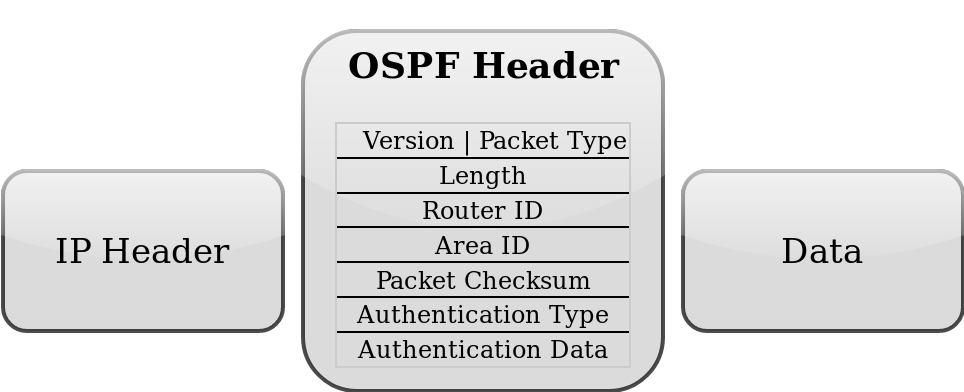 OSPF Header
Version | Packet Type
Length
Router ID
Area ID
Packet Checksum
Authentication Type
Authentication Data
IP Header
Data